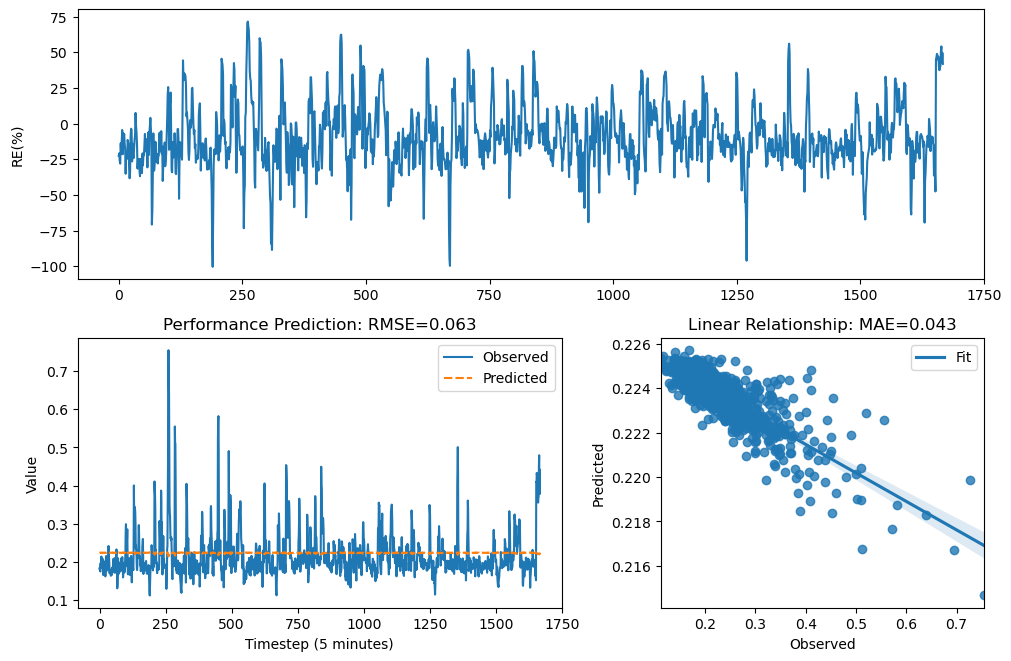 75
50
25
0
−25
−50
−75
−100
RE(%)
0 250 500 750 1000 1250 1500 1750
Performance Prediction: RMSE=0.063
Observed
Predicted
0.7
0.6
0.5
0.4
0.3
0.2
0.1
Value
0 250 500 750 1000 1250 1500 1750
Timestep (5 minutes)
Linear Relationship: MAE=0.043
Fit
0.226
0.224
0.222
0.220
0.218
0.216
Predicted
0.2 0.3 0.4 0.5 0.6 0.7
Observed